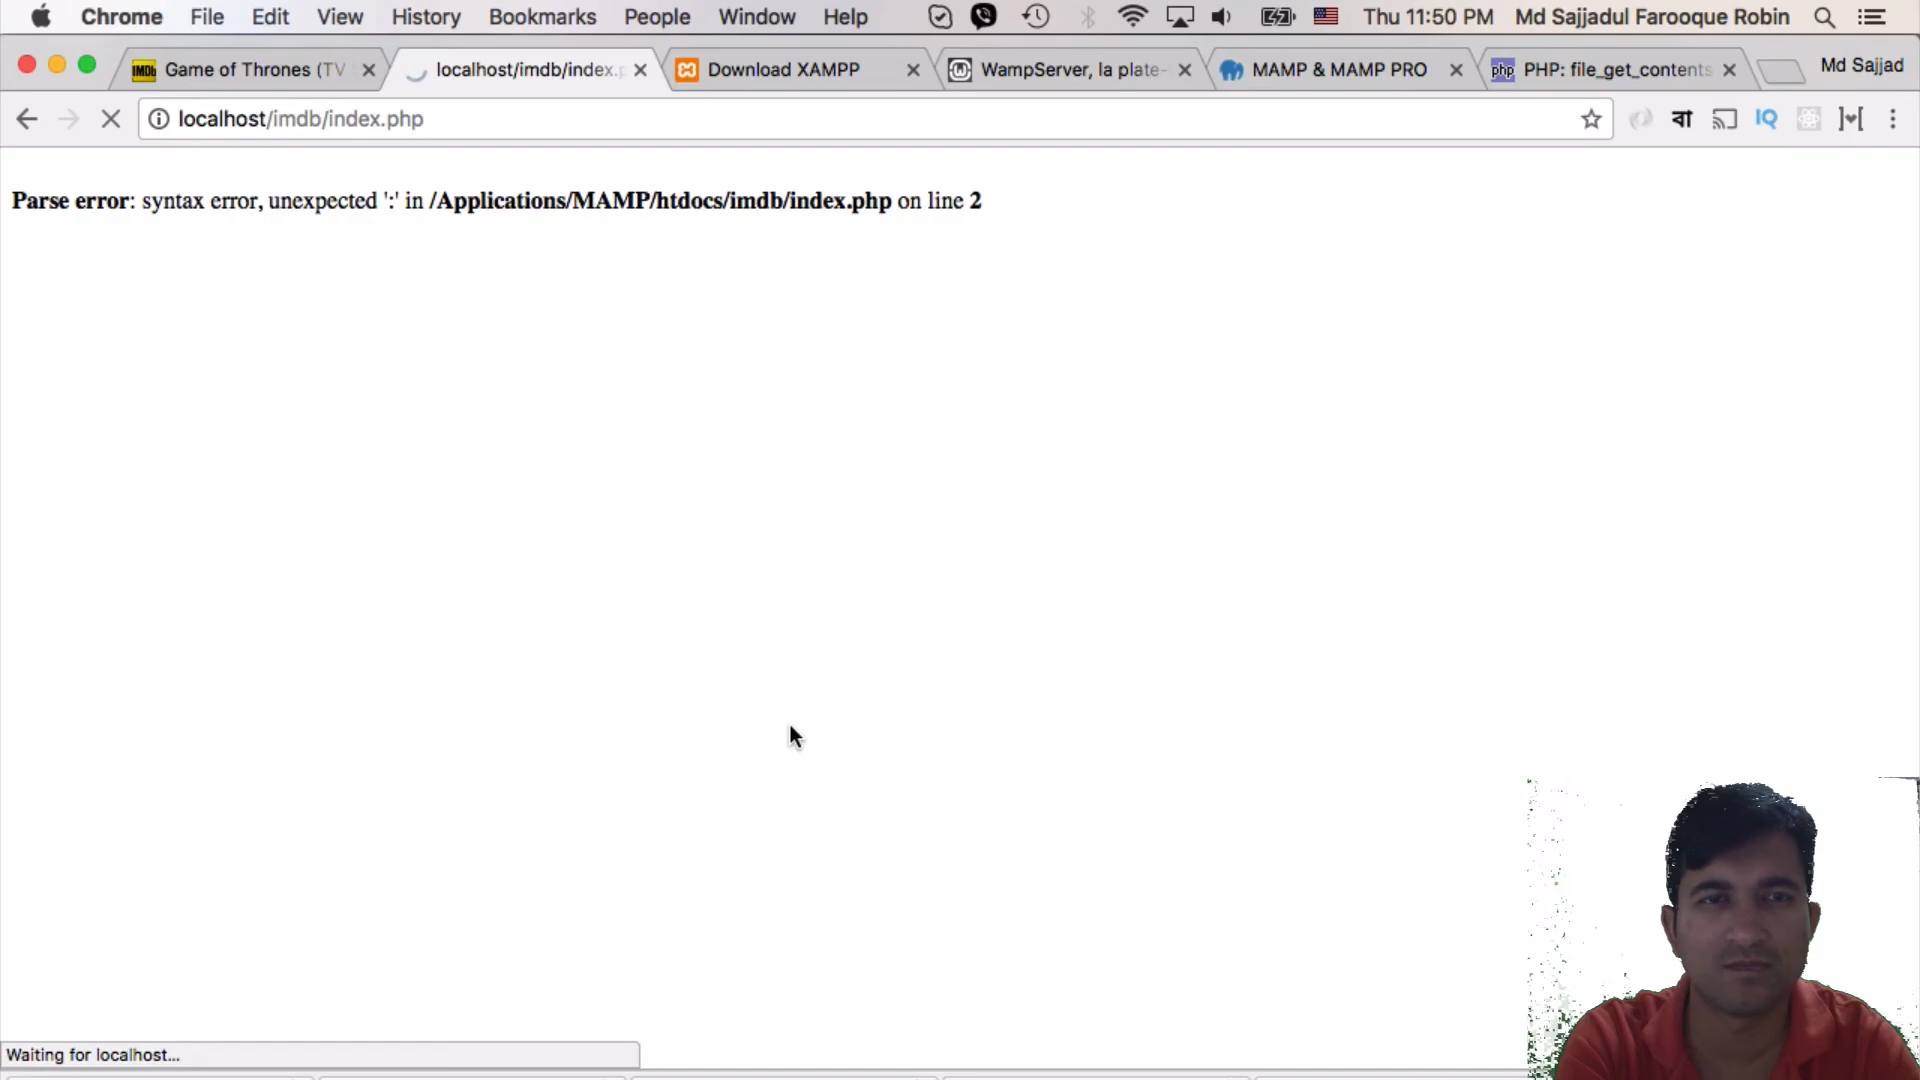 Chrome File Edit View History Bookmarks People Window Help Thu 11:50 PM Md Sajjadul Farooque Robin
IMDb Game of Thrones (TV localhost/imdb/index.p Download XAMPP WampServer, la plate- MAMP & MAMP PRO php PHP: file_get_contents Md Sajjad
localhost/imdb/index.php বা IQ
Parse error: syntax error, unexpected ':' in /Applications/MAMP/htdocs/imdb/index.php on line 2
Waiting for localhost...